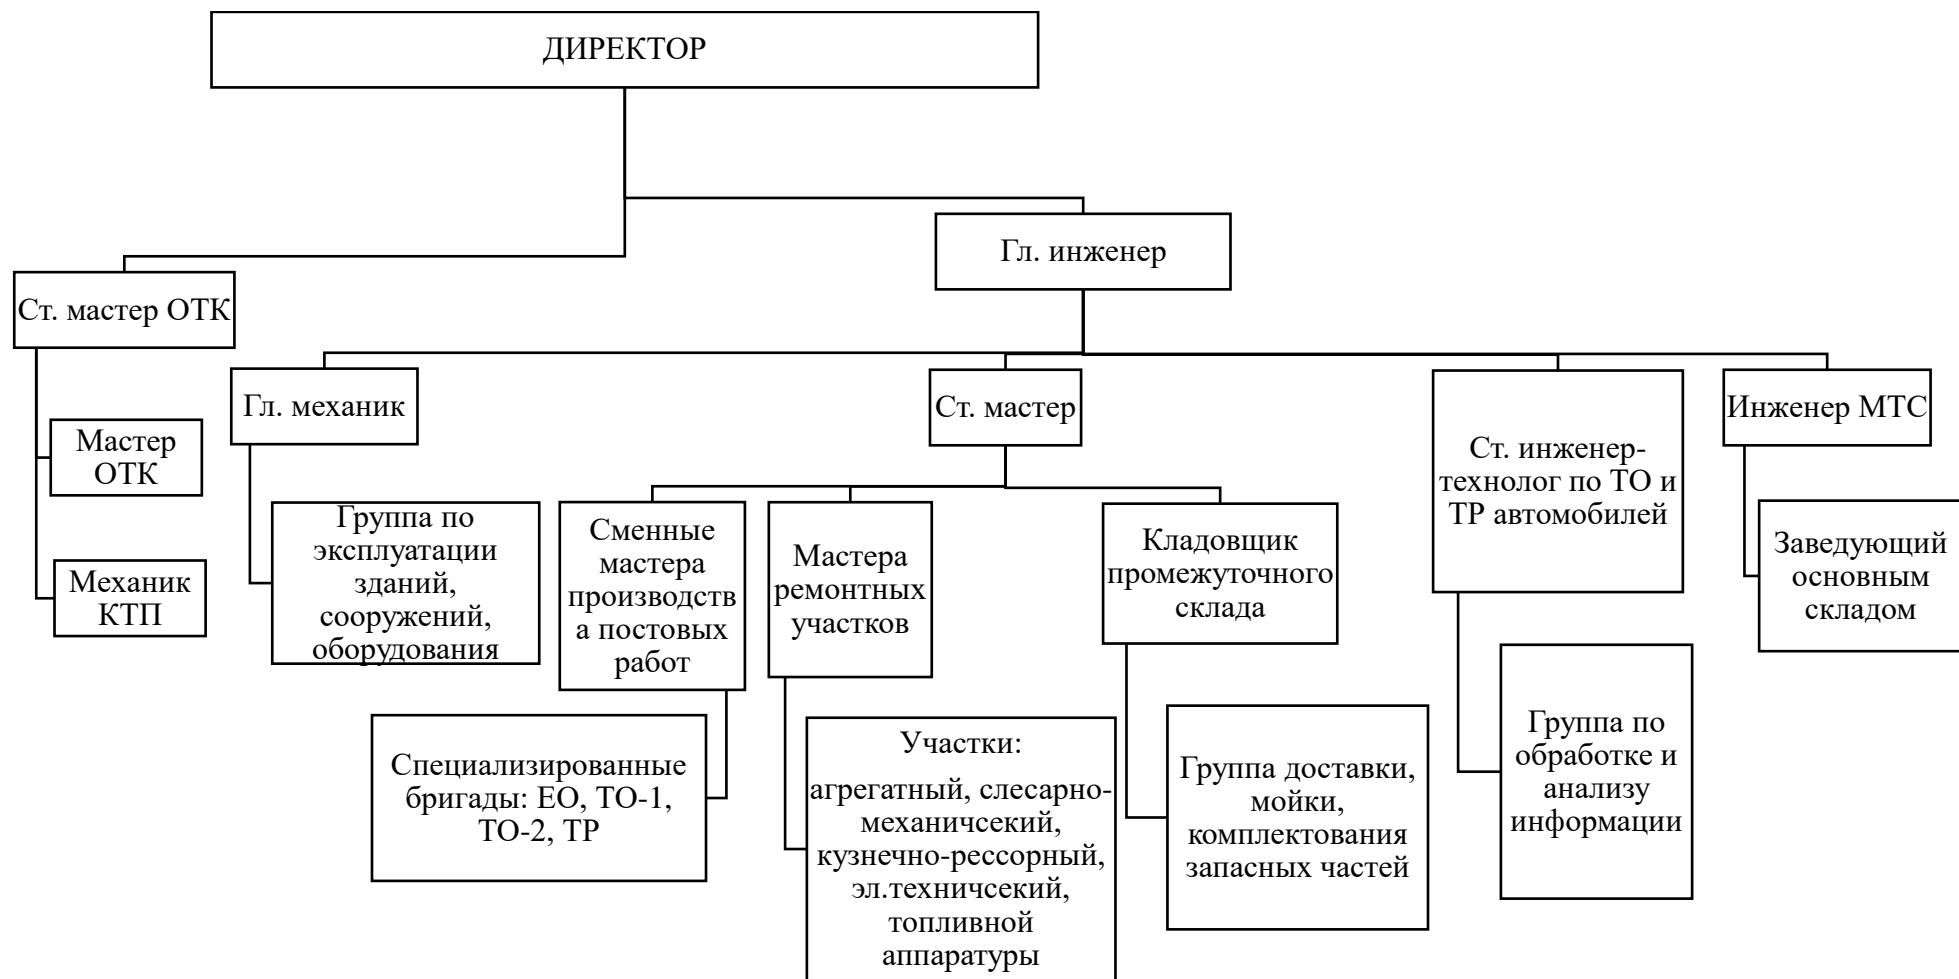 ДИРЕКТОР
Гл. инженер
Ст. мастер ОТК
Мастер
ОТК
Механик
КТП
Гл. механик
Группа по
эксплуатации
зданий,
сооружений,
оборудования
Ст. мастер
Сменные
мастера
производств
а постовых
работ
Специализированные
бригады: ЕО, ТО-1,
ТО-2, ТР
Мастера
ремонтных
участков
Участки:
агрегатный, слесарно-
механичсекий,
кузнечно-рессорный,
эл.техничсекий,
топливной
аппаратуры
Кладовщик
промежуточного
склада
Группа доставки,
мойки,
комплектования
запасных частей
Ст. инженер-
технолог по ТО и
ТР автомобилей
Группа по
обработке и
анализу
информации
Инженер МТС
Заведующий
основным
складом